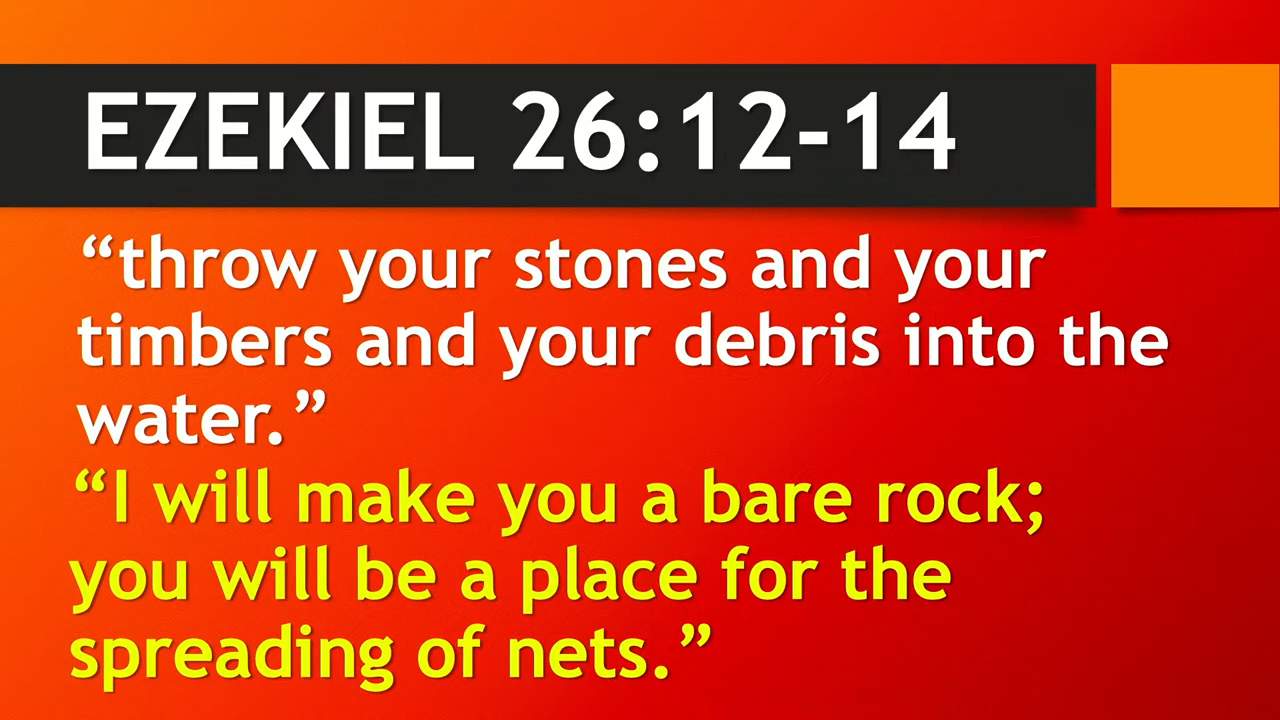 EZEKIEL 26:12-14
“throw your stones and your
timbers and your debris into the
water.”
“I will make you a bare rock;
you will be a place for the
spreading of nets.”